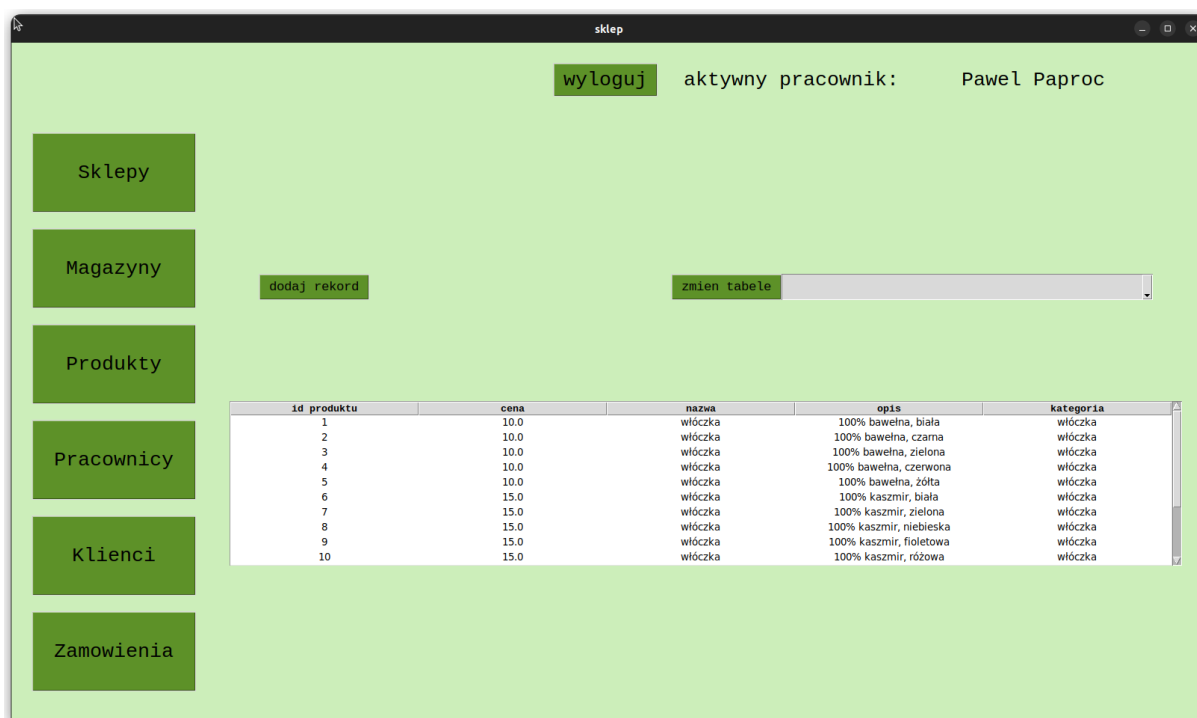 sklep
wyloguj aktywny pracownik: Pawel Paproc
Sklepy
Magazyny
Produkty
Pracownicy
Klienci
Zamowienia
dodaj rekord zmien tabele
id produktu cena nazwa opis kategoria
1 10.0 włóczka 100% bawełna, biała włóczka
2 10.0 włóczka 100% bawełna, czarna włóczka
3 10.0 włóczka 100% bawełna, zielona włóczka
4 10.0 włóczka 100% bawełna, czerwona włóczka
5 10.0 włóczka 100% bawełna, żółta włóczka
6 15.0 włóczka 100% kaszmir, biała włóczka
7 15.0 włóczka 100% kaszmir, zielona włóczka
8 15.0 włóczka 100% kaszmir, niebieska włóczka
9 15.0 włóczka 100% kaszmir, fioletowa włóczka
10 15.0 włóczka 100% kaszmir, różowa włóczka